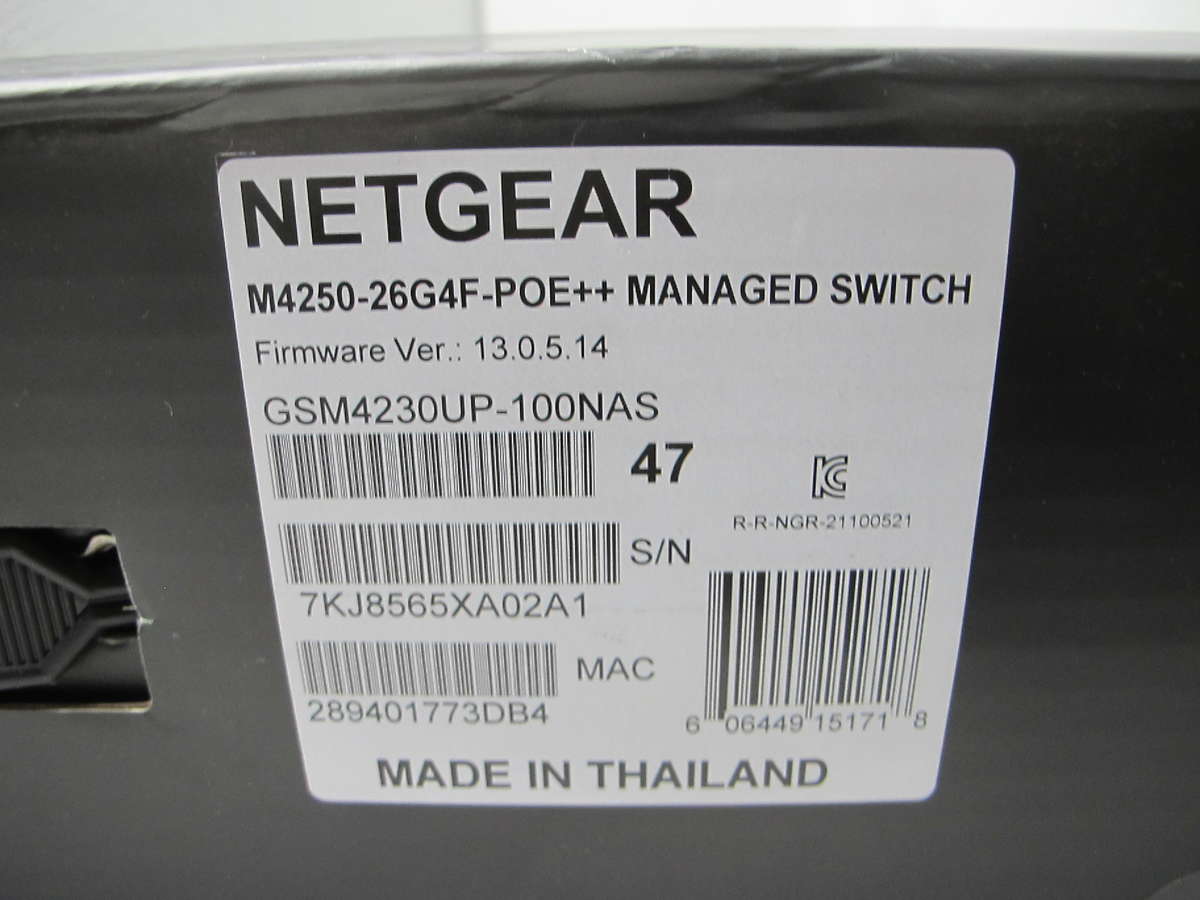 NETGEAR
M4250-26G4F-POE++ MANAGED SWITCH
Firmware Ver.: 13.0.5.14
GSM4230UP-100NAS
47
R-R-NGR-21100521
S/N
7KJ8565XA02A1
MAC
289401773DB4
6 06449 15171 8
MADE IN THAILAND